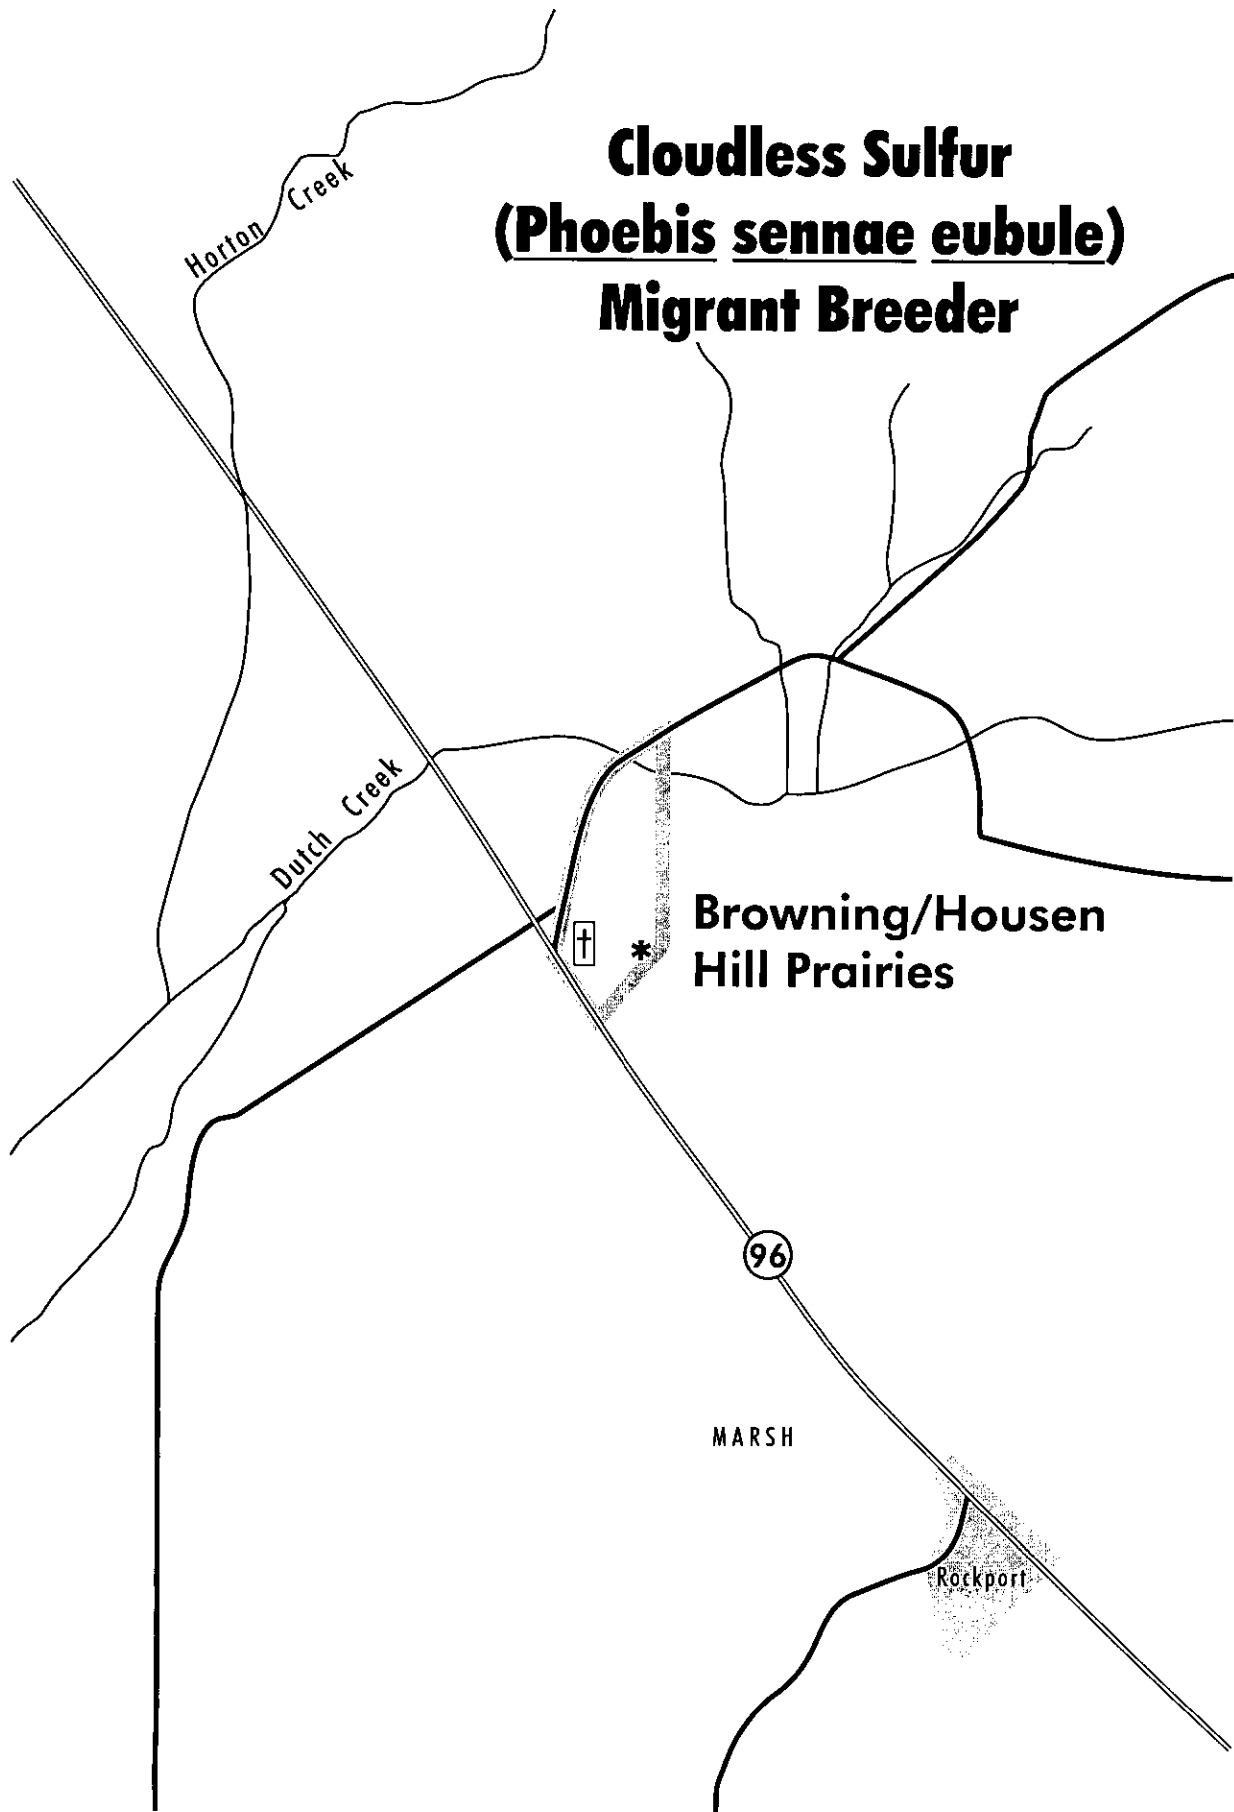 Cloudless Sulfur
(Phoebis sennae eubule)
Migrant Breeder
Horton Creek
Dutch Creek
Browning/Housen
Hill Prairies
*
96
MARSH
Rockport